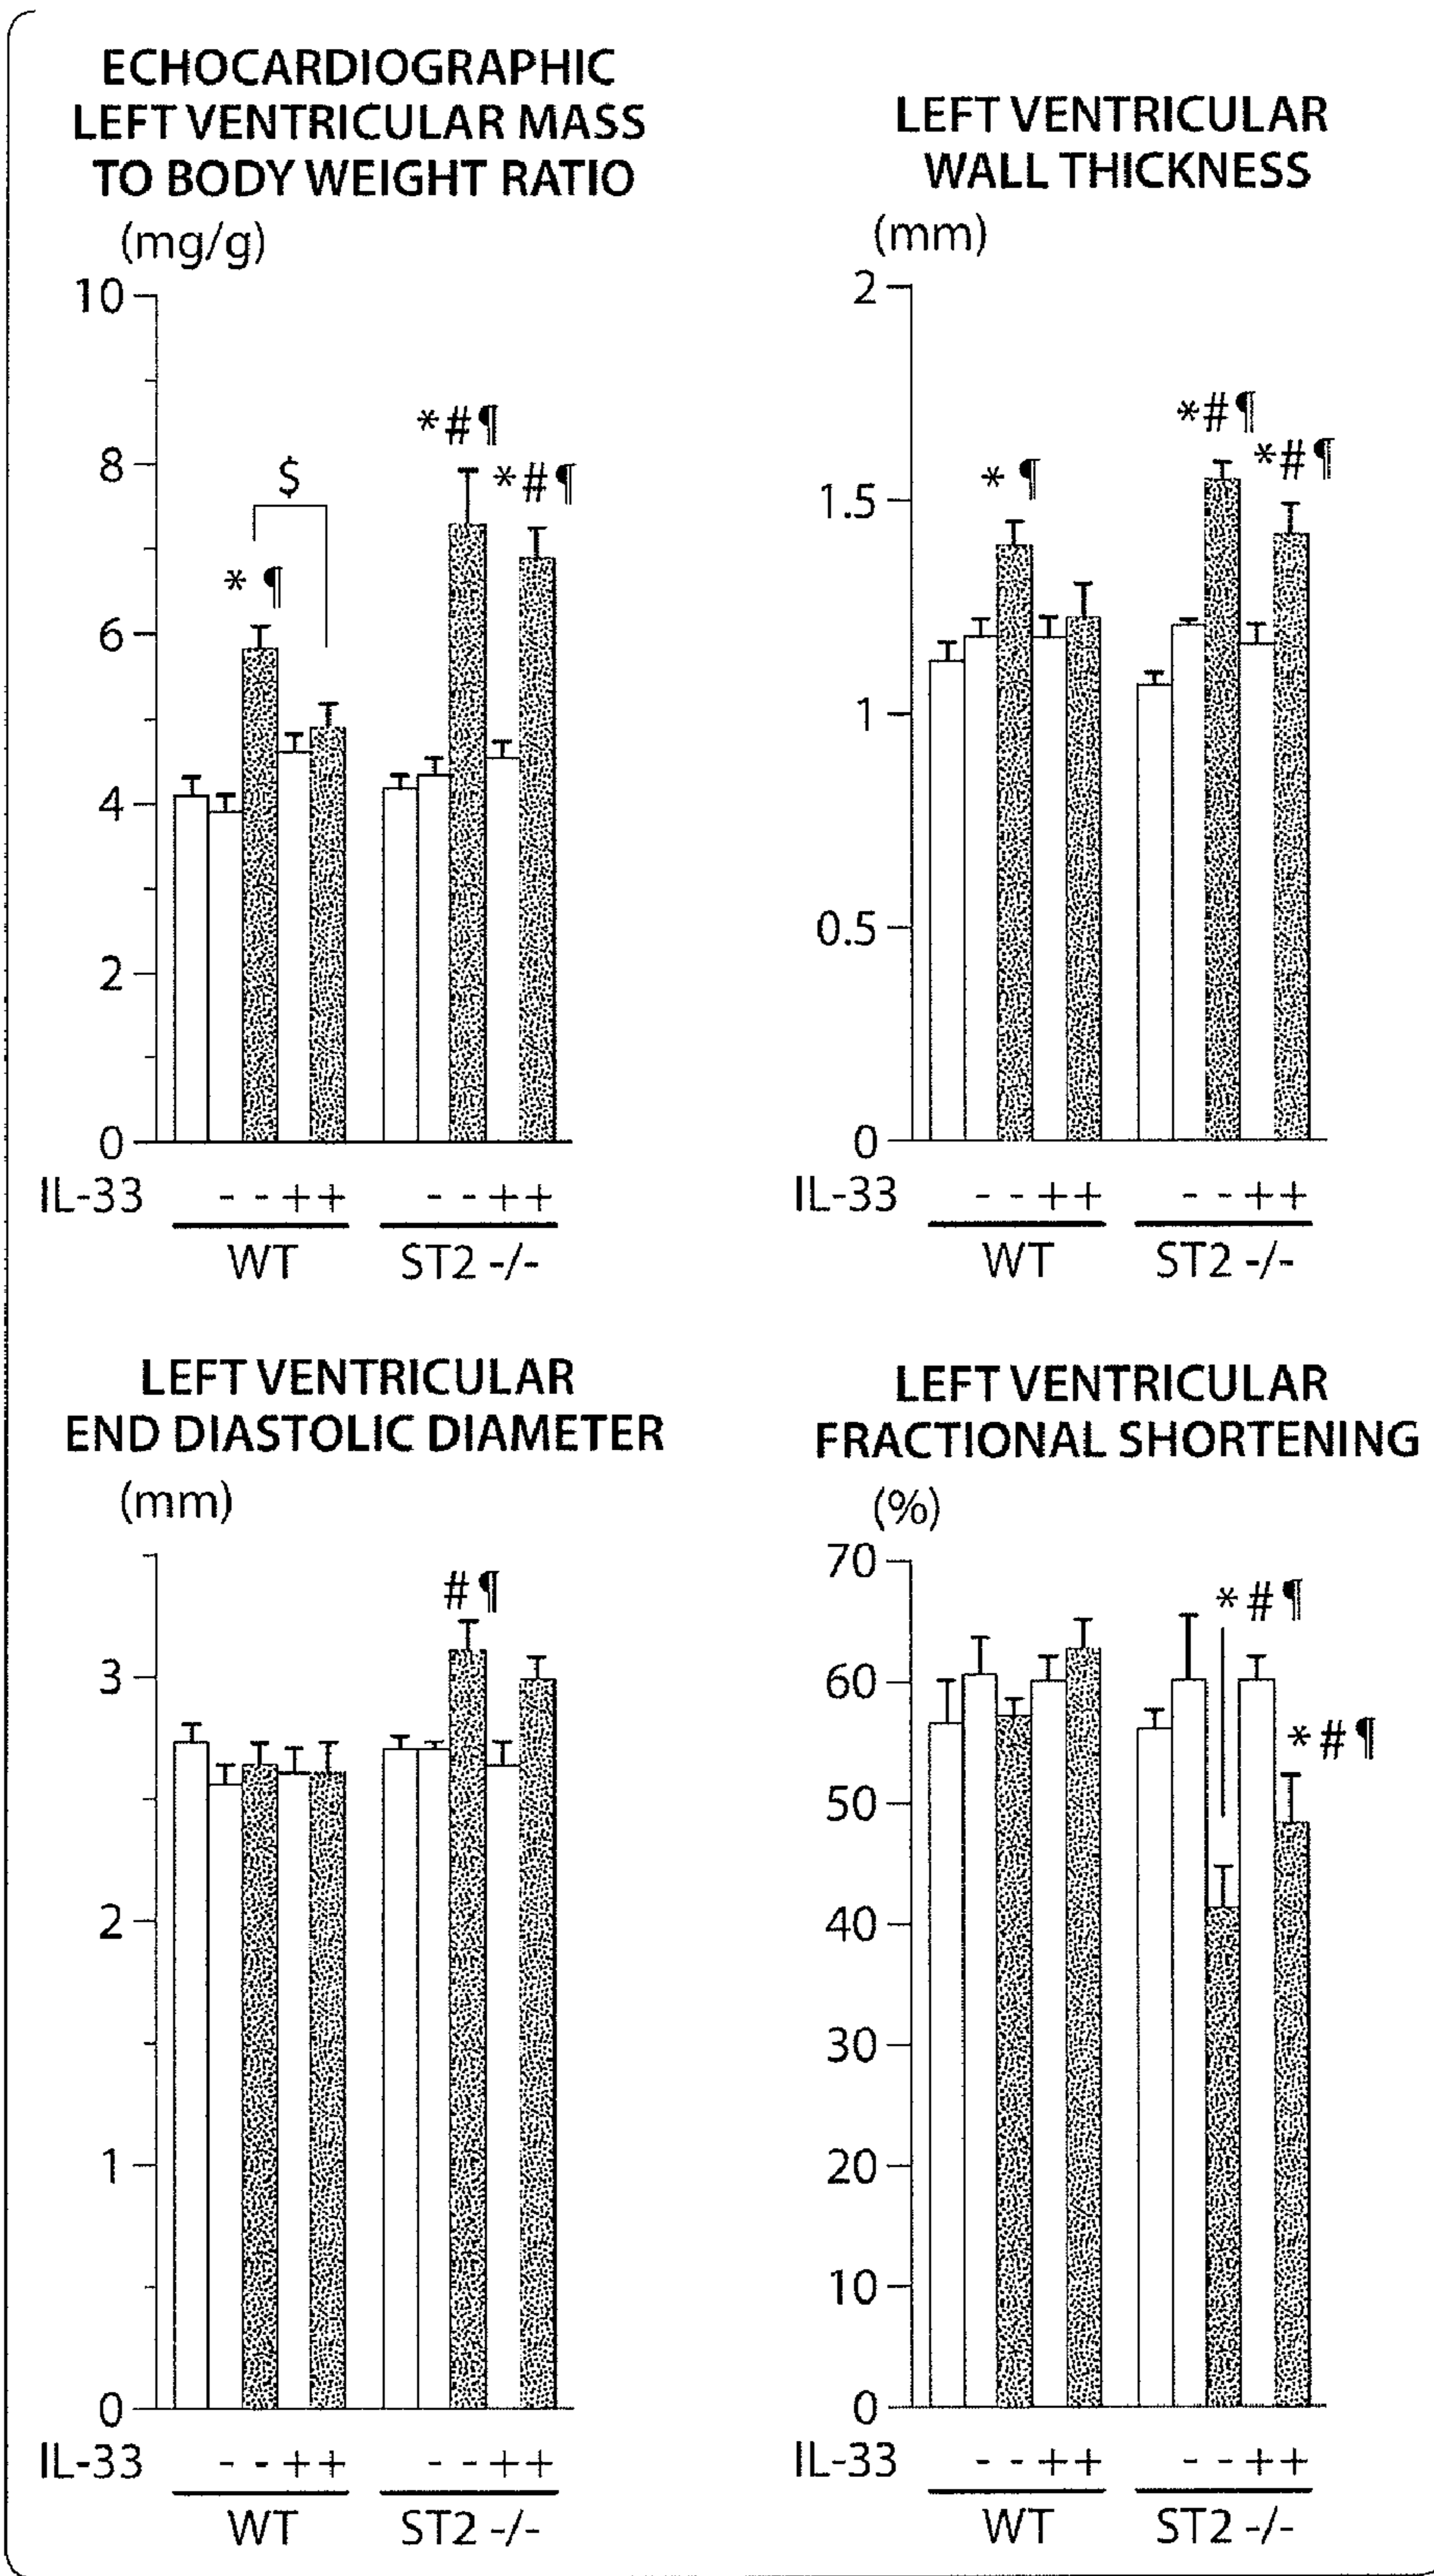 ECHOCARDIOGRAPHIC
LEFT VENTRICULAR MASS
TO BODY WEIGHT RATIO
(mg/g)
10
8
6
4
2
0
$
* ¶
*#¶
*#¶
IL-33 - - + +   - - + +
WT ST2 -/-
LEFT VENTRICULAR
WALL THICKNESS
(mm)
2
1.5
1
0.5
0
* ¶
*#¶
*#¶
IL-33 - - + +   - - + +
WT ST2 -/-
LEFT VENTRICULAR
END DIASTOLIC DIAMETER
(mm)
3
2
1
0
#¶
IL-33 - - + +   - - + +
WT ST2 -/-
LEFT VENTRICULAR
FRACTIONAL SHORTENING
(%)
70
60
50
40
30
20
10
0
*#¶
*#¶
IL-33 - - + +   - - + +
WT ST2 -/-